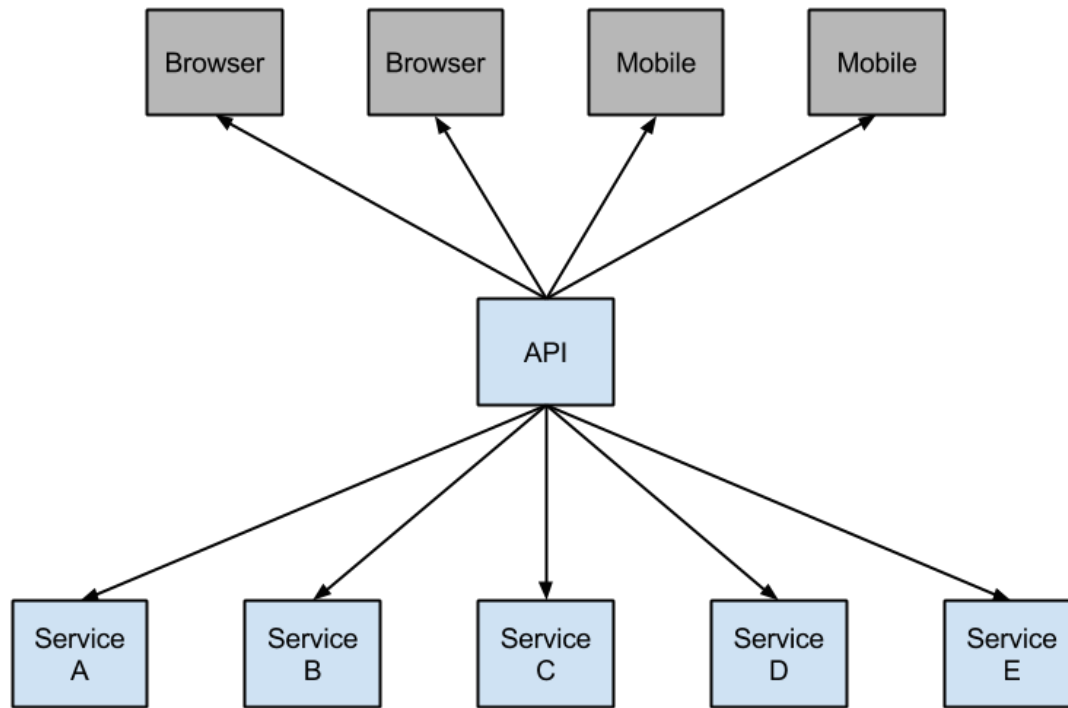 Browser
Browser
Mobile
Mobile
API
Service
A
Service
B
Service
C
Service
D
Service
E